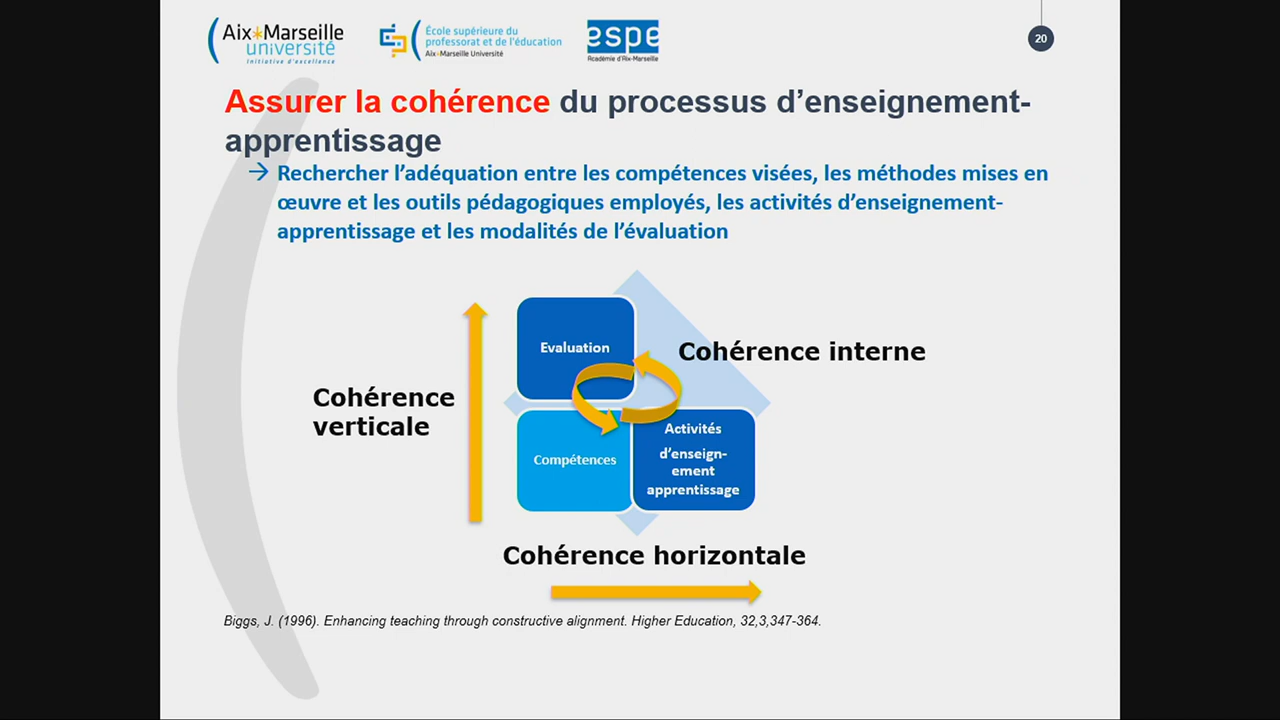 Aix*Marseille
université
Initiative d'excellence
École supérieure du
professorat et de l'éducation
Aix*Marseille Université
espe
Académie d'Aix-Marseille
20
Assurer la cohérence du processus d'enseignement-
apprentissage
→ Rechercher l'adéquation entre les compétences visées, les méthodes mises en
œuvre et les outils pédagogiques employés, les activités d'enseignement-
apprentissage et les modalités de l'évaluation
Evaluation
Cohérence interne
Cohérence
verticale
Compétences
Activités
d'enseign-
ement
apprentissage
Cohérence horizontale
Biggs, J. (1996). Enhancing teaching through constructive alignment. Higher Education, 32,3,347-364.